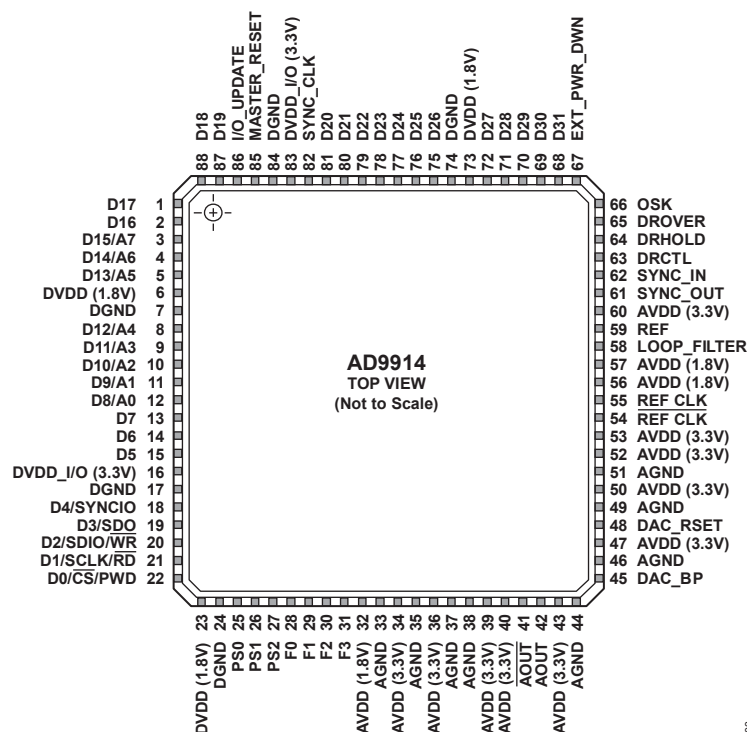 88 D18
87 D19
86 I/O_UPDATE
85 MASTER_RESET
84 DGND
83 DVDD_I/O (3.3V)
82 SYNC_CLK
81 D20
80 D21
79 D22
78 D23
77 D24
76 D25
75 D26
74 DGND
73 DVDD (1.8V)
72 D27
71 D28
70 D29
69 D30
68 D31
67 EXT_PWR_DWN
D17 1
D16 2
D15/A7 3
D14/A6 4
D13/A5 5
DVDD (1.8V) 6
DGND 7
D12/A4 8
D11/A3 9
D10/A2 10
D9/A1 11
D8/A0 12
D7 13
D6 14
D5 15
DVDD_I/O (3.3V) 16
DGND 17
D4/SYNCIO 18
D3/SDO 19
D2/SDIO/W̅R̅ 20
D1/SCLK/R̅D̅ 21
D0/C̅S̅/PWD 22
AD9914
TOP VIEW
(Not to Scale)
66 OSK
65 DROVER
64 DRHOLD
63 DRCTL
62 SYNC_IN
61 SYNC_OUT
60 AVDD (3.3V)
59 REF
58 LOOP_FILTER
57 AVDD (1.8V)
56 AVDD (1.8V)
55 REF CLK
54 R̅E̅F̅ ̅C̅L̅K̅
53 AVDD (3.3V)
52 AVDD (3.3V)
51 AGND
50 AVDD (3.3V)
49 AGND
48 DAC_RSET
47 AVDD (3.3V)
46 AGND
45 DAC_BP
DVDD (1.8V) 23
DGND 24
PS0 25
PS1 26
PS2 27
F0 28
F1 29
F2 30
F3 31
AVDD (1.8V) 32
AGND 33
AVDD (3.3V) 34
AGND 35
AVDD (3.3V) 36
AGND 37
AGND 38
AVDD (3.3V) 39
AVDD (3.3V) 40
A̅O̅U̅T̅ 41
AOUT 42
AVDD (3.3V) 43
AGND 44